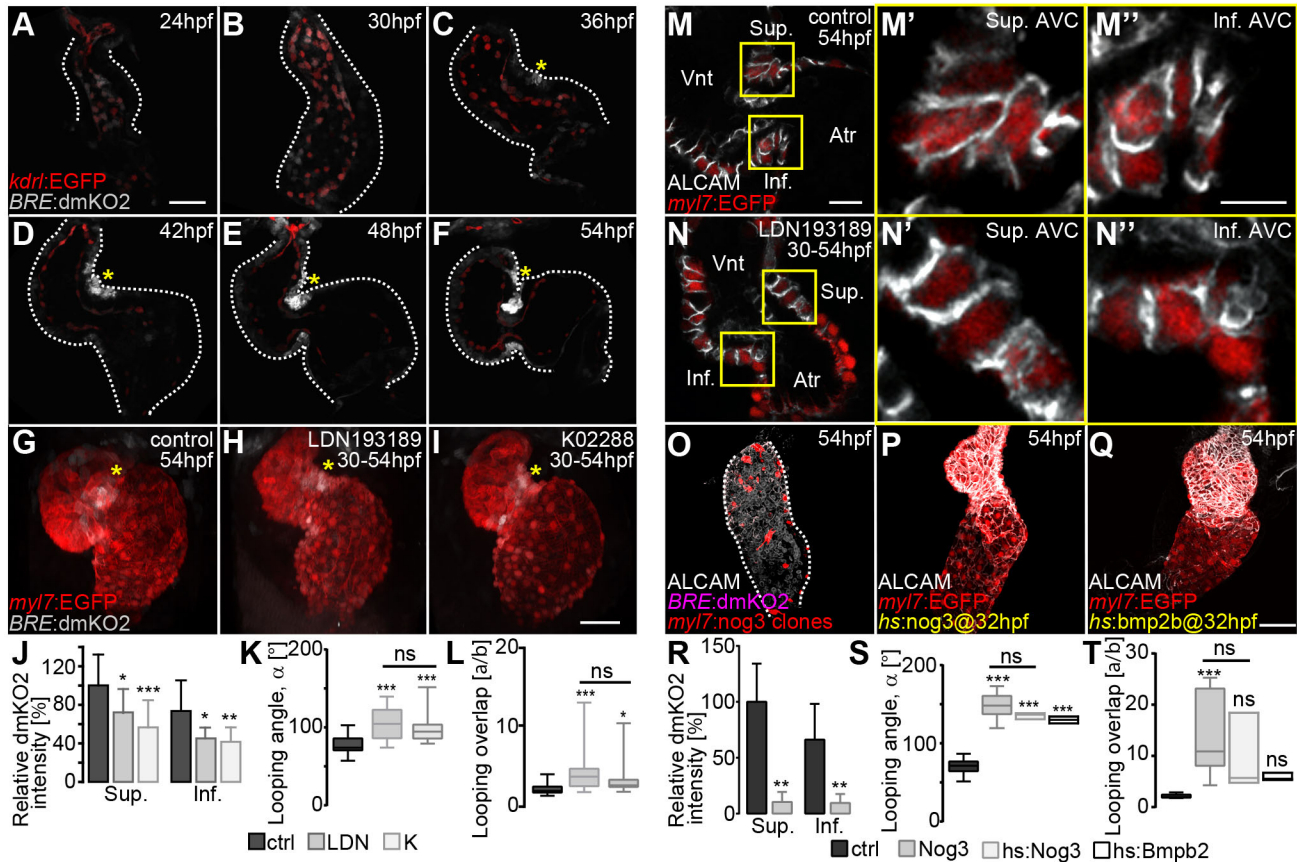 A
24hpf
kdrl:EGFP
BRE:dmKO2
B
30hpf
C
36hpf
*
D
42hpf
*
E
48hpf
*
F
54hpf
*
G
control
54hpf
*
myl7:EGFP
BRE:dmKO2
H
LDN193189
30-54hpf
*
I
K02288
30-54hpf
*
J
Relative dmKO2
intensity [%]
120
80
40
0
* ***
* **
Sup. Inf.
K
Looping angle, α [°]
200
100
0
ns
*** ***
L
Looping overlap [a/b]
20
10
0
ns
*** *
ctrl LDN K
M
control
54hpf
Sup.
Vnt
Atr
Inf.
ALCAM
myl7:EGFP
M'
Sup. AVC
M''
Inf. AVC
N
LDN193189
30-54hpf
Vnt
Sup.
Inf.
Atr
N'
Sup. AVC
N''
Inf. AVC
O
54hpf
ALCAM
BRE:dmKO2
myl7:nog3 clones
P
54hpf
ALCAM
myl7:EGFP
hs:nog3@32hpf
Q
54hpf
ALCAM
myl7:EGFP
hs:bmp2b@32hpf
R
Relative dmKO2
intensity [%]
150
100
50
0
** **
Sup. Inf.
S
Looping angle, α [°]
200
100
0
ns
*** *** ***
T
Looping overlap [a/b]
30
20
10
0
ns
*** ns ns
ctrl Nog3 hs:Nog3 hs:Bmpb2